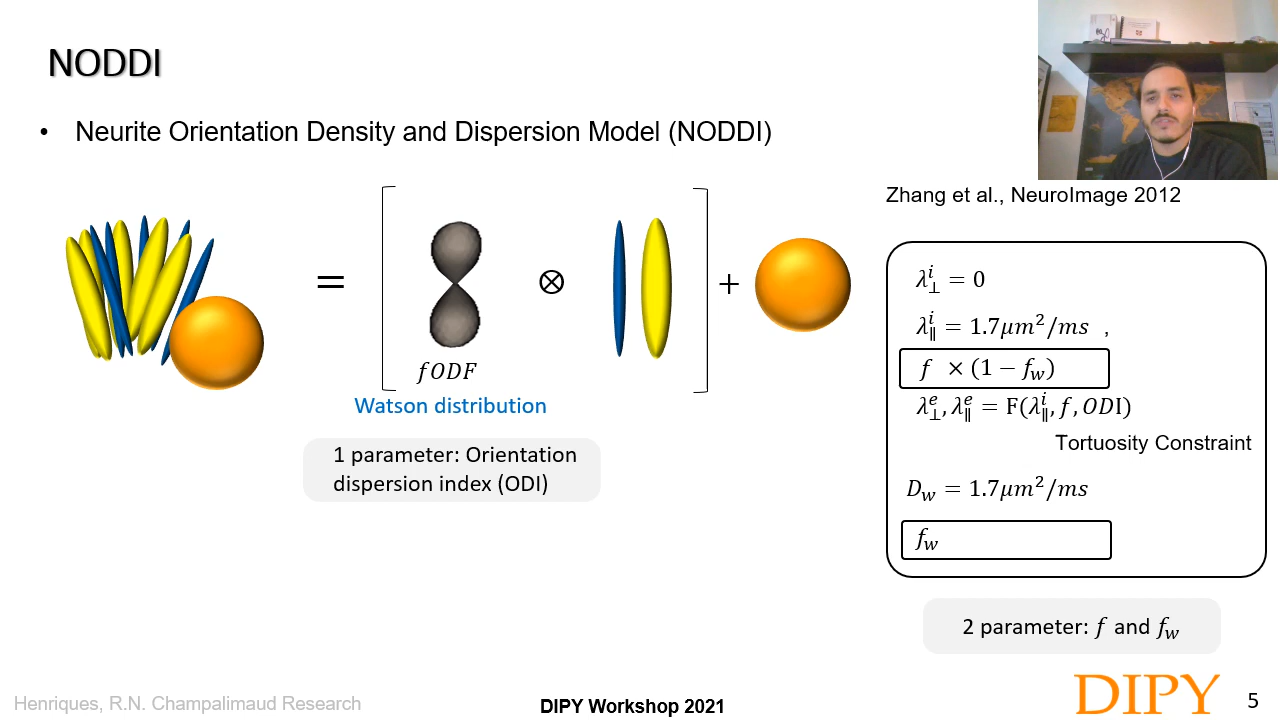 NODDI
• Neurite Orientation Density and Dispersion Model (NODDI)
Zhang et al., NeuroImage 2012
= [ ⊗ ] +
fODF
Watson distribution
1 parameter: Orientation
dispersion index (ODI)
λ⊥^i = 0
λ∥^i = 1.7μm²/ms ,
f × (1 − f_w)
λ⊥^e, λ∥^e = F(λ∥^i, f, ODI)
Tortuosity Constraint
D_w = 1.7μm²/ms
f_w
2 parameter: f and f_w
Henriques, R.N. Champalimaud Research
DIPY Workshop 2021
DIPY
5